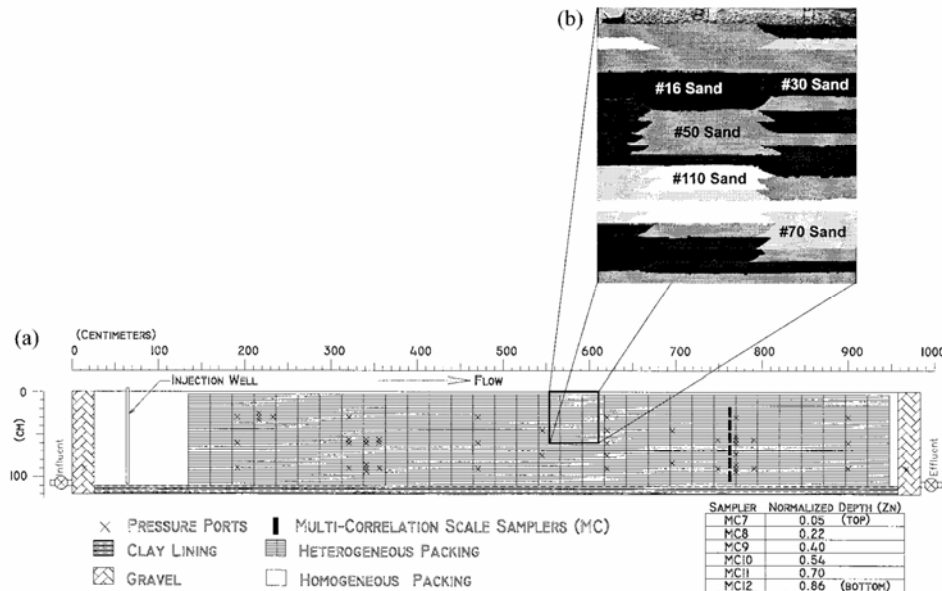 (b)
#16 Sand
#30 Sand
#50 Sand
#110 Sand
#70 Sand
(a)
(CENTIMETERS)
0 100 200 300 400 500 600 700 800 900 1000
INJECTION WELL
FLOW
0
(CM)
100
Influent
Effluent
PRESSURE PORTS
MULTI-CORRELATION SCALE SAMPLERS (MC)
CLAY LINING
HETEROGENEOUS PACKING
GRAVEL
HOMOGENEOUS PACKING
SAMPLER NORMALIZED DEPTH (ZN)
MC7 0.05 (TOP)
MC8 0.22
MC9 0.40
MC10 0.54
MC11 0.70
MC12 0.86 (BOTTOM)